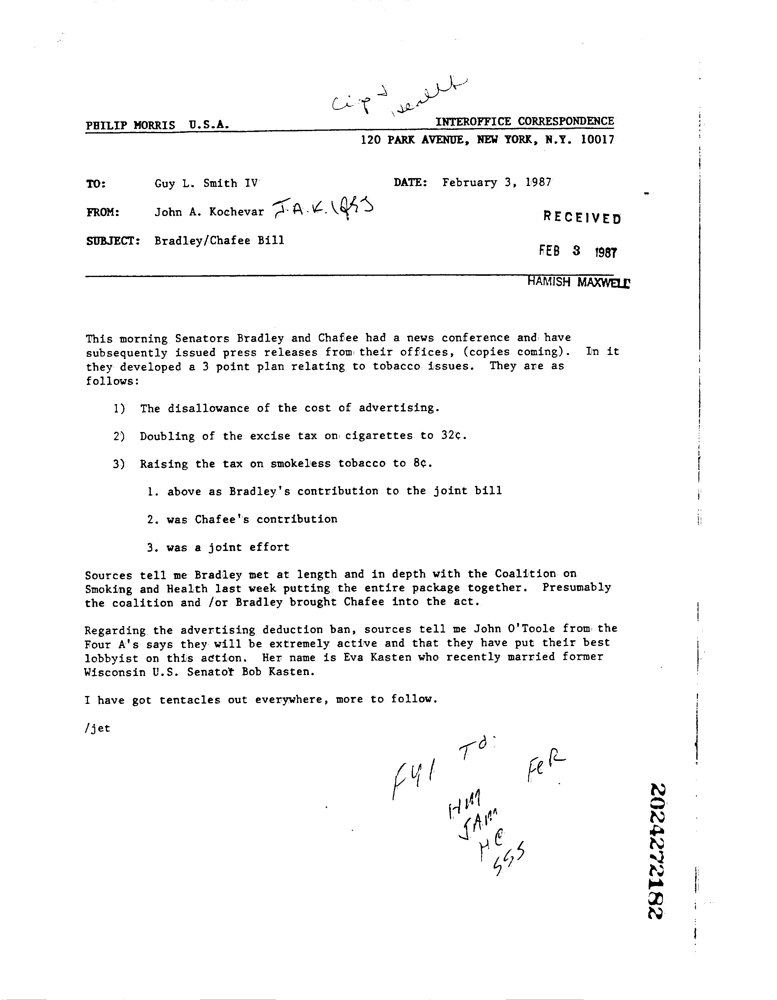 Cig &
Health
PHILIP MORRIS U.S.A. INTEROFFICE CORRESPONDENCE
120 PARK AVENUE, NEW YORK, N.Y. 10017
TO: Guy L. Smith IV DATE: February 3, 1987
FROM: John A. Kochevar J.A.K.
RECEIVED
SUBJECT: Bradley/Chafee Bill
FEB 3 1987
HAMISH MAXWELL
This morning Senators Bradley and Chafee had a news conference and have
subsequently issued press releases from their offices, (copies coming). In it
they developed a 3 point plan relating to tobacco issues. They are as
follows:
1) The disallowance of the cost of advertising.
2) Doubling of the excise tax on cigarettes to 32¢.
3) Raising the tax on smokeless tobacco to 8¢.
1. above as Bradley's contribution to the joint bill
2. was Chafee's contribution
3. was a joint effort
Sources tell me Bradley met at length and in depth with the Coalition on
Smoking and Health last week putting the entire package together. Presumably
the coalition and /or Bradley brought Chafee into the act.
Regarding the advertising deduction ban, sources tell me John O'Toole from the
Four A's says they will be extremely active and that they have put their best
lobbyist on this action. Her name is Eva Kasten who recently married former
Wisconsin U.S. Senator Bob Kasten.
I have got tentacles out everywhere, more to follow.
/jet
FYI TO: FeR
HM
JAM
HC
SSS
2024272182